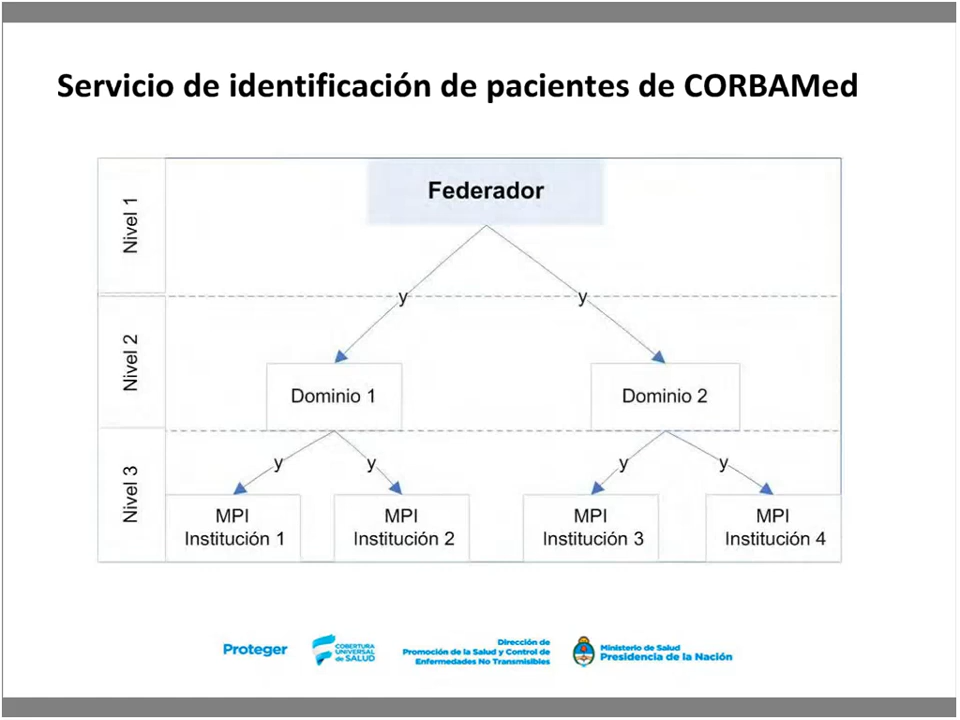 Servicio de identificación de pacientes de CORBAMed
Nivel 1
Federador
y
y
Nivel 2
Dominio 1
Dominio 2
y
y
y
y
Nivel 3
MPI
Institución 1
MPI
Institución 2
MPI
Institución 3
MPI
Institución 4
Proteger
COBERTURA
UNIVERSAL
de SALUD
Dirección de
Promoción de la Salud y Control de
Enfermedades No Transmisibles
Ministerio de Salud
Presidencia de la Nación